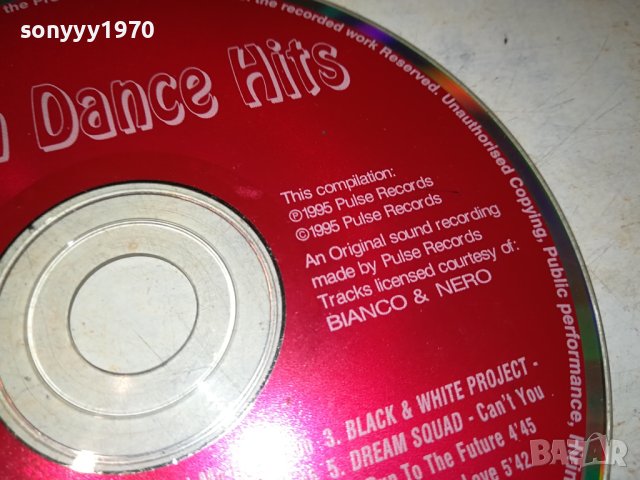 sonyyy1970
the recorded work Reserved. Unauthorised Copying, Public performance,
Dance Hits
This compilation:
℗1995 Pulse Records
©1995 Pulse Records
An Original sound recording
made by Pulse Records
Tracks licensed courtesy of:
BIANCO & NERO
3. BLACK & WHITE PROJECT -
5. DREAM SQUAD - Can't You
To The Future 4'45
Love 5'42
BAZAR